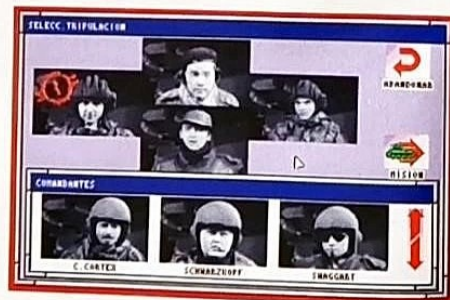 SELECC.TRIPULACION
ABANDONAR
MISION
COMANDANTES
C.CARTER
SCHWARZKOPF
SWAGGART